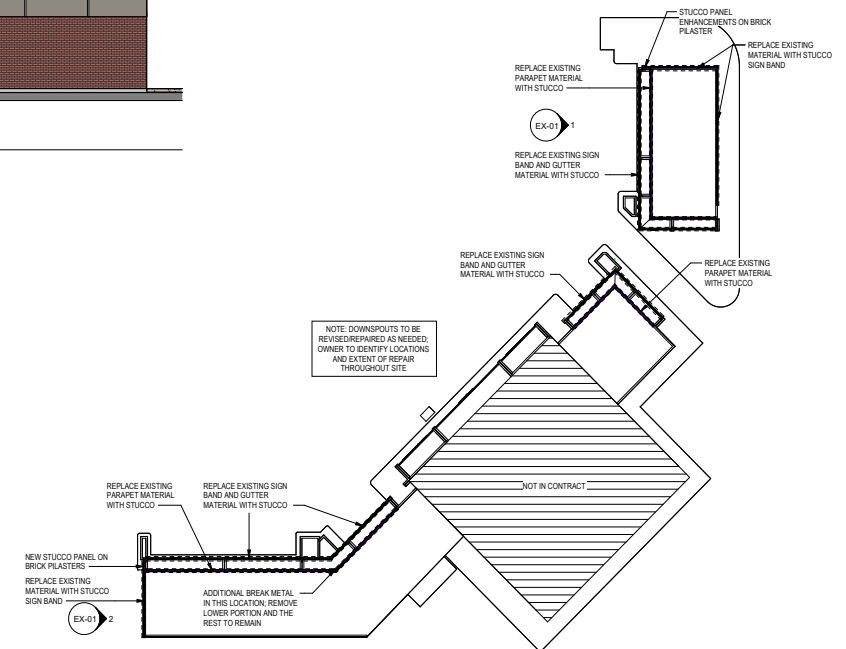 STUCCO PANEL
ENHANCEMENTS ON BRICK
PILASTER
REPLACE EXISTING
MATERIAL WITH STUCCO
SIGN BAND
REPLACE EXISTING
PARAPET MATERIAL
WITH STUCCO
EX-01 1
REPLACE EXISTING SIGN
BAND AND GUTTER
MATERIAL WITH STUCCO
REPLACE EXISTING SIGN
BAND AND GUTTER
MATERIAL WITH STUCCO
REPLACE EXISTING
PARAPET MATERIAL
WITH STUCCO
NOTE: DOWNSPOUTS TO BE
REVISED/REPAIRED AS NEEDED;
OWNER TO IDENTIFY LOCATIONS
AND EXTENT OF REPAIR
THROUGHOUT SITE
NOT IN CONTRACT
REPLACE EXISTING
PARAPET MATERIAL
WITH STUCCO
REPLACE EXISTING SIGN
BAND AND GUTTER
MATERIAL WITH STUCCO
NEW STUCCO PANEL ON
BRICK PILASTERS
REPLACE EXISTING
MATERIAL WITH STUCCO
SIGN BAND
EX-01 2
ADDITIONAL BREAK METAL
IN THIS LOCATION; REMOVE
LOWER PORTION AND THE
REST TO REMAIN